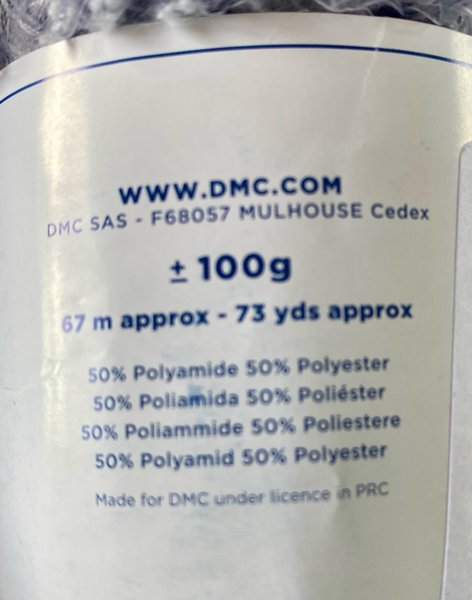 WWW.DMC.COM
DMC SAS - F68057 MULHOUSE Cedex
± 100g
67 m approx - 73 yds approx
50% Polyamide 50% Polyester
50% Poliamida 50% Poliéster
50% Poliammide 50% Poliestere
50% Polyamid 50% Polyester
Made for DMC under licence in PRC